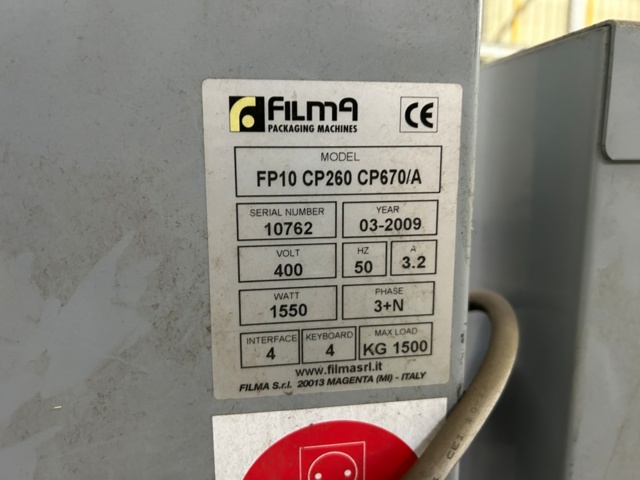 FILMA
PACKAGING MACHINES
CE
MODEL
FP10 CP260 CP670/A
SERIAL NUMBER
10762
YEAR
03-2009
VOLT
400
HZ
50
A
3.2
WATT
1550
PHASE
3+N
INTERFACE
4
KEYBOARD
4
MAX LOAD
KG 1500
www.filmasrl.it
FILMA S.r.l. 20013 MAGENTA (MI) - ITALY